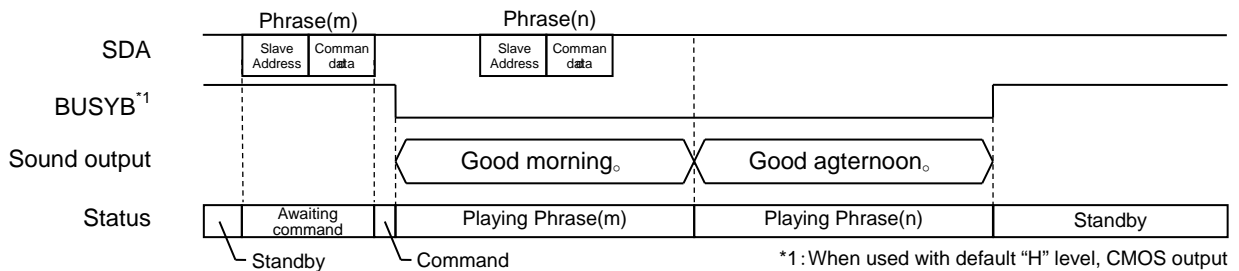 Phrase(m)
Phrase(n)
SDA
Slave Address
Comman data
Slave Address
Comman data
BUSYB*1
Sound output
Good morning。
Good agternoon。
Status
Awaiting command
Playing Phrase(m)
Playing Phrase(n)
Standby
Standby
Command
*1:When used with default “H” level, CMOS output